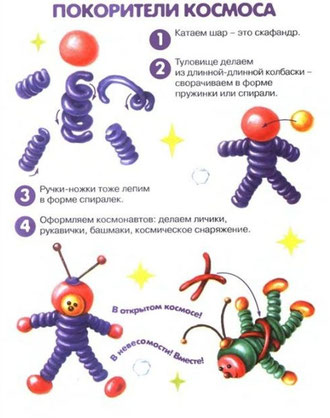 ПОКОРИТЕЛИ КОСМОСА
1 Катаем шар – это скафандр.
2 Туловище делаем
из длинной-длинной колбаски –
сворачиваем в форме
пружинки или спирали.
3 Ручки-ножки тоже лепим
в форме спиралек.
4 Оформляем космонавтов: делаем личики,
рукавички, башмаки, космическое снаряжение.
В открытом космосе!
В невесомости! Вместе!